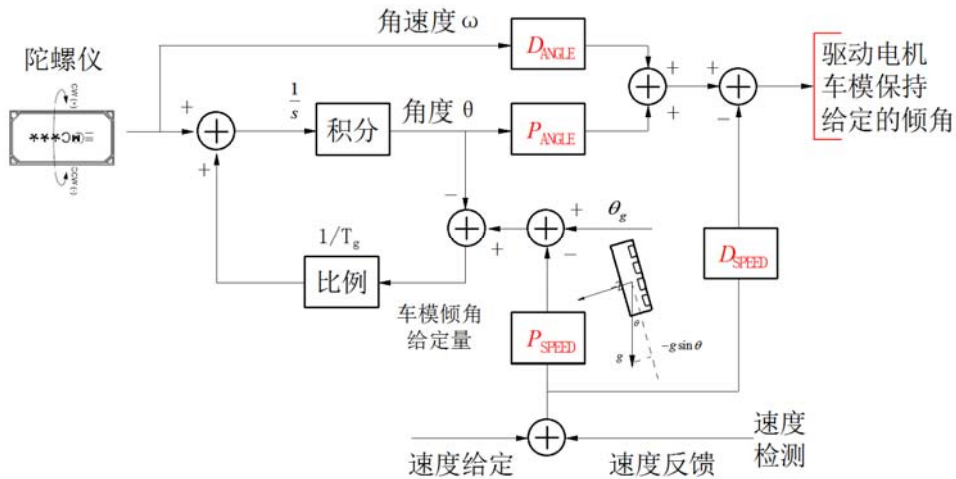 角速度 ω
D_ANGLE
驱动电机
车模保持
给定的倾角
陀螺仪
CW (+)
CCW (-)
1/s
积分
角度 θ
P_ANGLE
+
+
+
+
+
−
−
+
+
−
θ_g
1/T_g
比例
车模倾角
给定量
P_SPEED
D_SPEED
θ
g
-g sin θ
速度给定
速度反馈
速度
检测